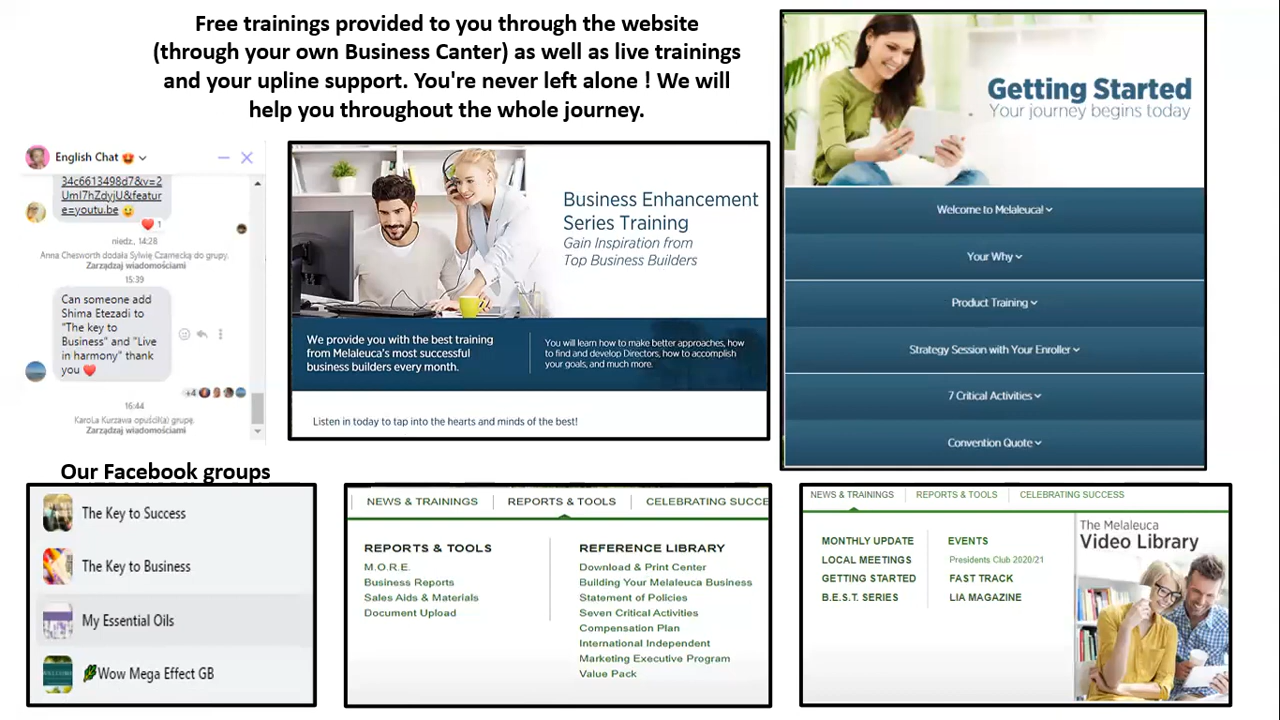 Free trainings provided to you through the website
(through your own Business Canter) as well as live trainings
and your upline support. You're never left alone ! We will
help you throughout the whole journey.
English Chat
34c6613498d7&v=2
UmI7hZdyjU&featur
e=youtu.be
1
niedz., 14:28
Anna Chesworth dodała Sylwię Czarnecką do grupy.
Zarządzaj wiadomościami
15:39
Can someone add
Shima Etezadi to
"The key to
Business" and "Live
in harmony" thank
you
+4
16:44
Karola Kurzawa opuścił(a) grupę.
Zarządzaj wiadomościami
Business Enhancement
Series Training
Gain Inspiration from
Top Business Builders
We provide you with the best training
from Melaleuca's most successful
business builders every month.
You will learn how to make better approaches, how
to find and develop Directors, how to accomplish
your goals, and much more.
Listen in today to tap into the hearts and minds of the best!
Getting Started
Your journey begins today
Welcome to Melaleuca!
Your Why
Product Training
Strategy Session with Your Enroller
7 Critical Activities
Convention Quote
Our Facebook groups
The Key to Success
The Key to Business
My Essential Oils
Wow Mega Effect GB
NEWS & TRAININGS
REPORTS & TOOLS
CELEBRATING SUCCE
REPORTS & TOOLS
M.O.R.E.
Business Reports
Sales Aids & Materials
Document Upload
REFERENCE LIBRARY
Download & Print Center
Building Your Melaleuca Business
Statement of Policies
Seven Critical Activities
Compensation Plan
International Independent
Marketing Executive Program
Value Pack
NEWS & TRAININGS
REPORTS & TOOLS
CELEBRATING SUCCESS
MONTHLY UPDATE
LOCAL MEETINGS
GETTING STARTED
B.E.S.T. SERIES
EVENTS
Presidents Club 2020/21
FAST TRACK
LIA MAGAZINE
The Melaleuca
Video Library